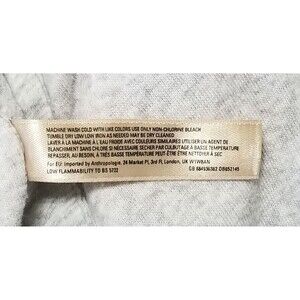 MACHINE WASH COLD WITH LIKE COLORS USE ONLY NON-CHLORINE BLEACH
TUMBLE DRY LOW LOW IRON AS NEEDED MAY BE DRY CLEANED
LAVER A LA MACHINE À L'EAU FROIDE AVEC COULEURS SIMILAIRES UTILISER UN AGENT DE
BLANCHIMENT SANS CHLORE SI NÉCESSAIRE SÉCHER PAR CULBUTAGE À BASSE TEMPÉRATURE
REPASSER, AU BESOIN, À TRÈS BASSE TEMPÉRATURE PEUT ÊTRE NETTOYER À SEC
For EU: Imported by Anthropologie, 24 Market Pl, 3rd Fl, London, UK W1W8AN
LOW FLAMMABILITY TO BS 5722